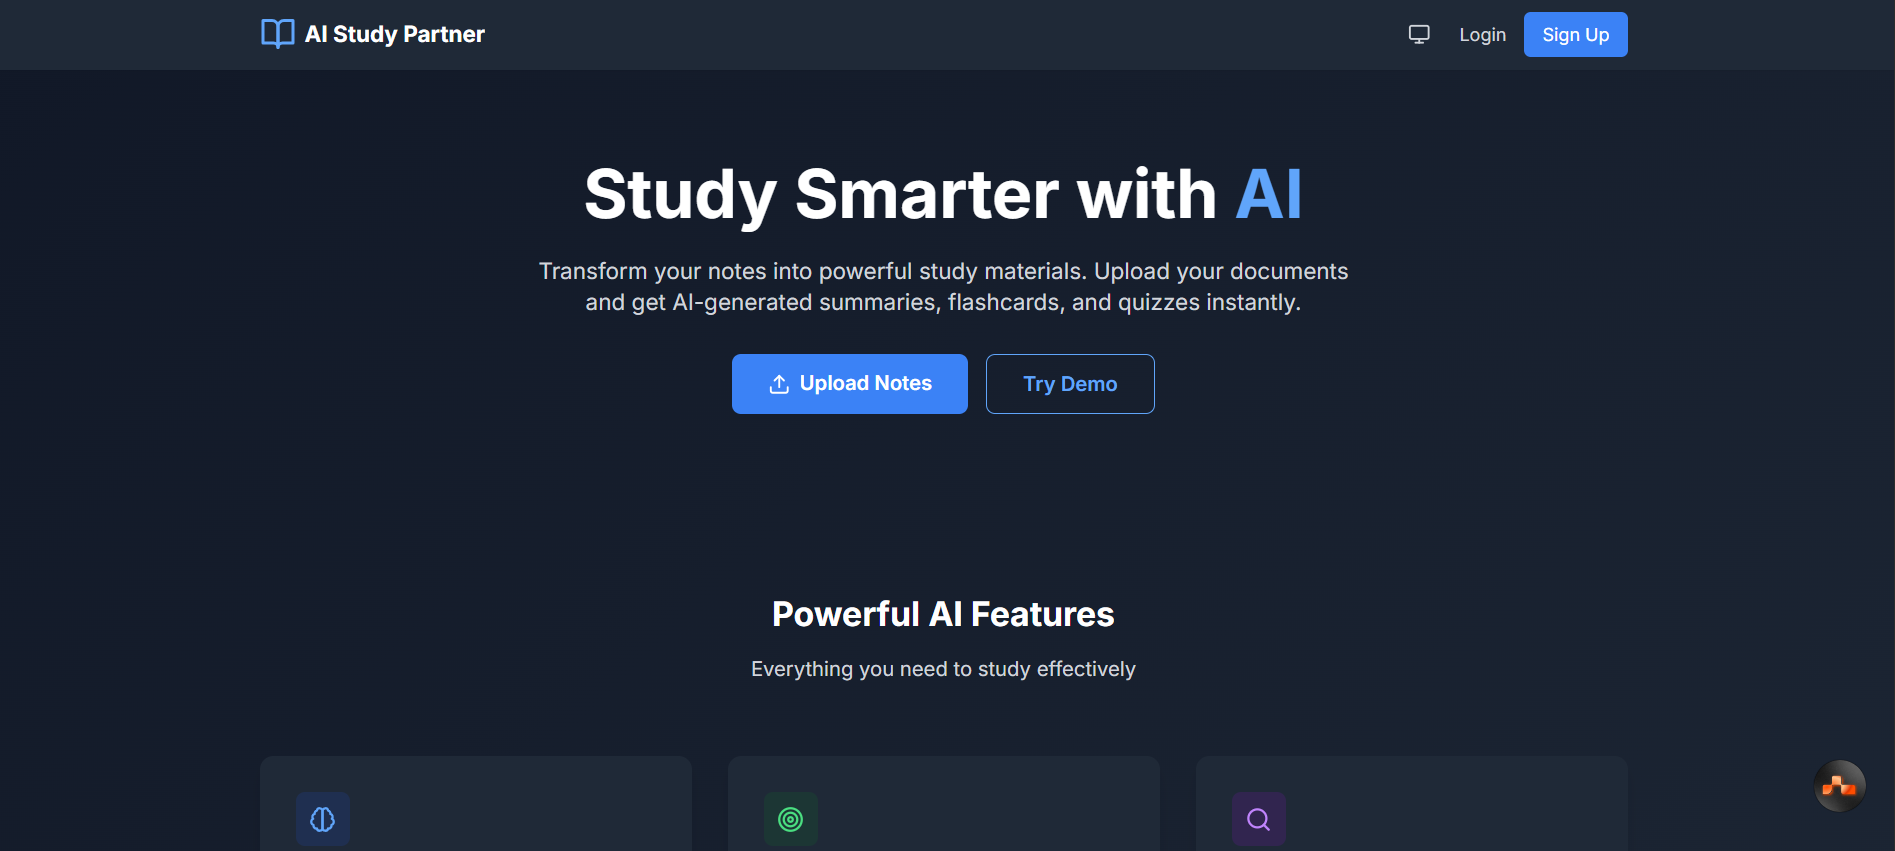 AI Study Partner
Login
Sign Up
Study Smarter with AI
Transform your notes into powerful study materials. Upload your documents
and get AI-generated summaries, flashcards, and quizzes instantly.
Upload Notes
Try Demo
Powerful AI Features
Everything you need to study effectively